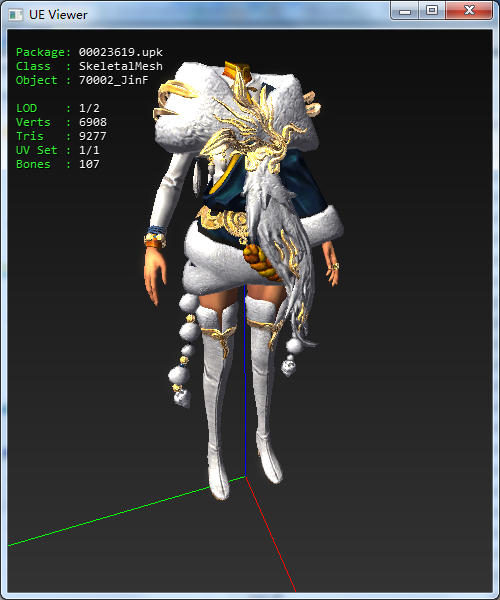 UE Viewer
Package: 00023619.upk
Class : SkeletalMesh
Object : 70002_JinF
LOD : 1/2
Verts : 6908
Tris : 9277
UV Set : 1/1
Bones : 107